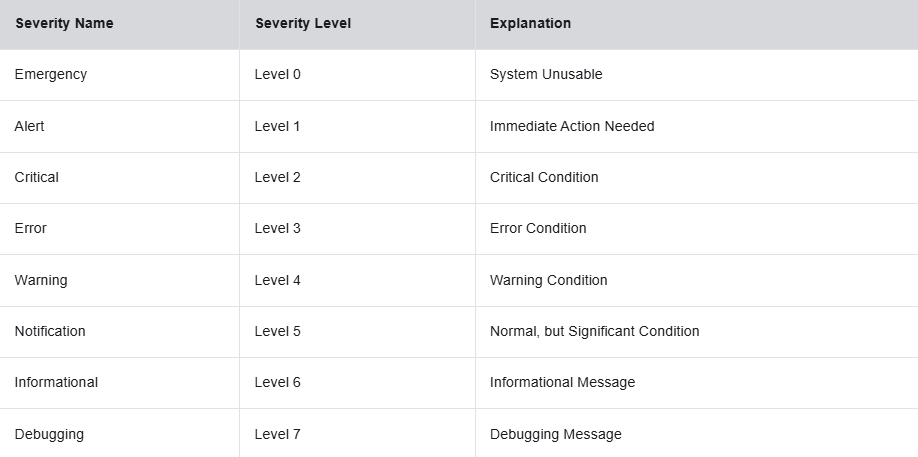 Severity Name Severity Level Explanation
Emergency Level 0 System Unusable
Alert Level 1 Immediate Action Needed
Critical Level 2 Critical Condition
Error Level 3 Error Condition
Warning Level 4 Warning Condition
Notification Level 5 Normal, but Significant Condition
Informational Level 6 Informational Message
Debugging Level 7 Debugging Message